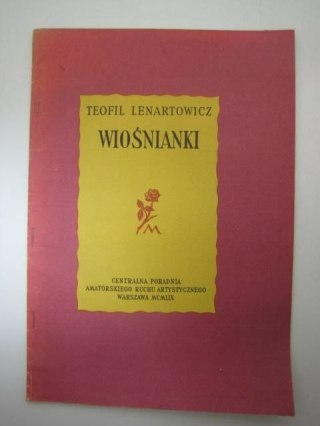 TEOFIL LENARTOWICZ
WIOŚNIANKI
M
CENTRALNA PORADNIA
AMATORSKIEGO RUCHU ARTYSTYCZNEGO
WARSZAWA MCMLIX